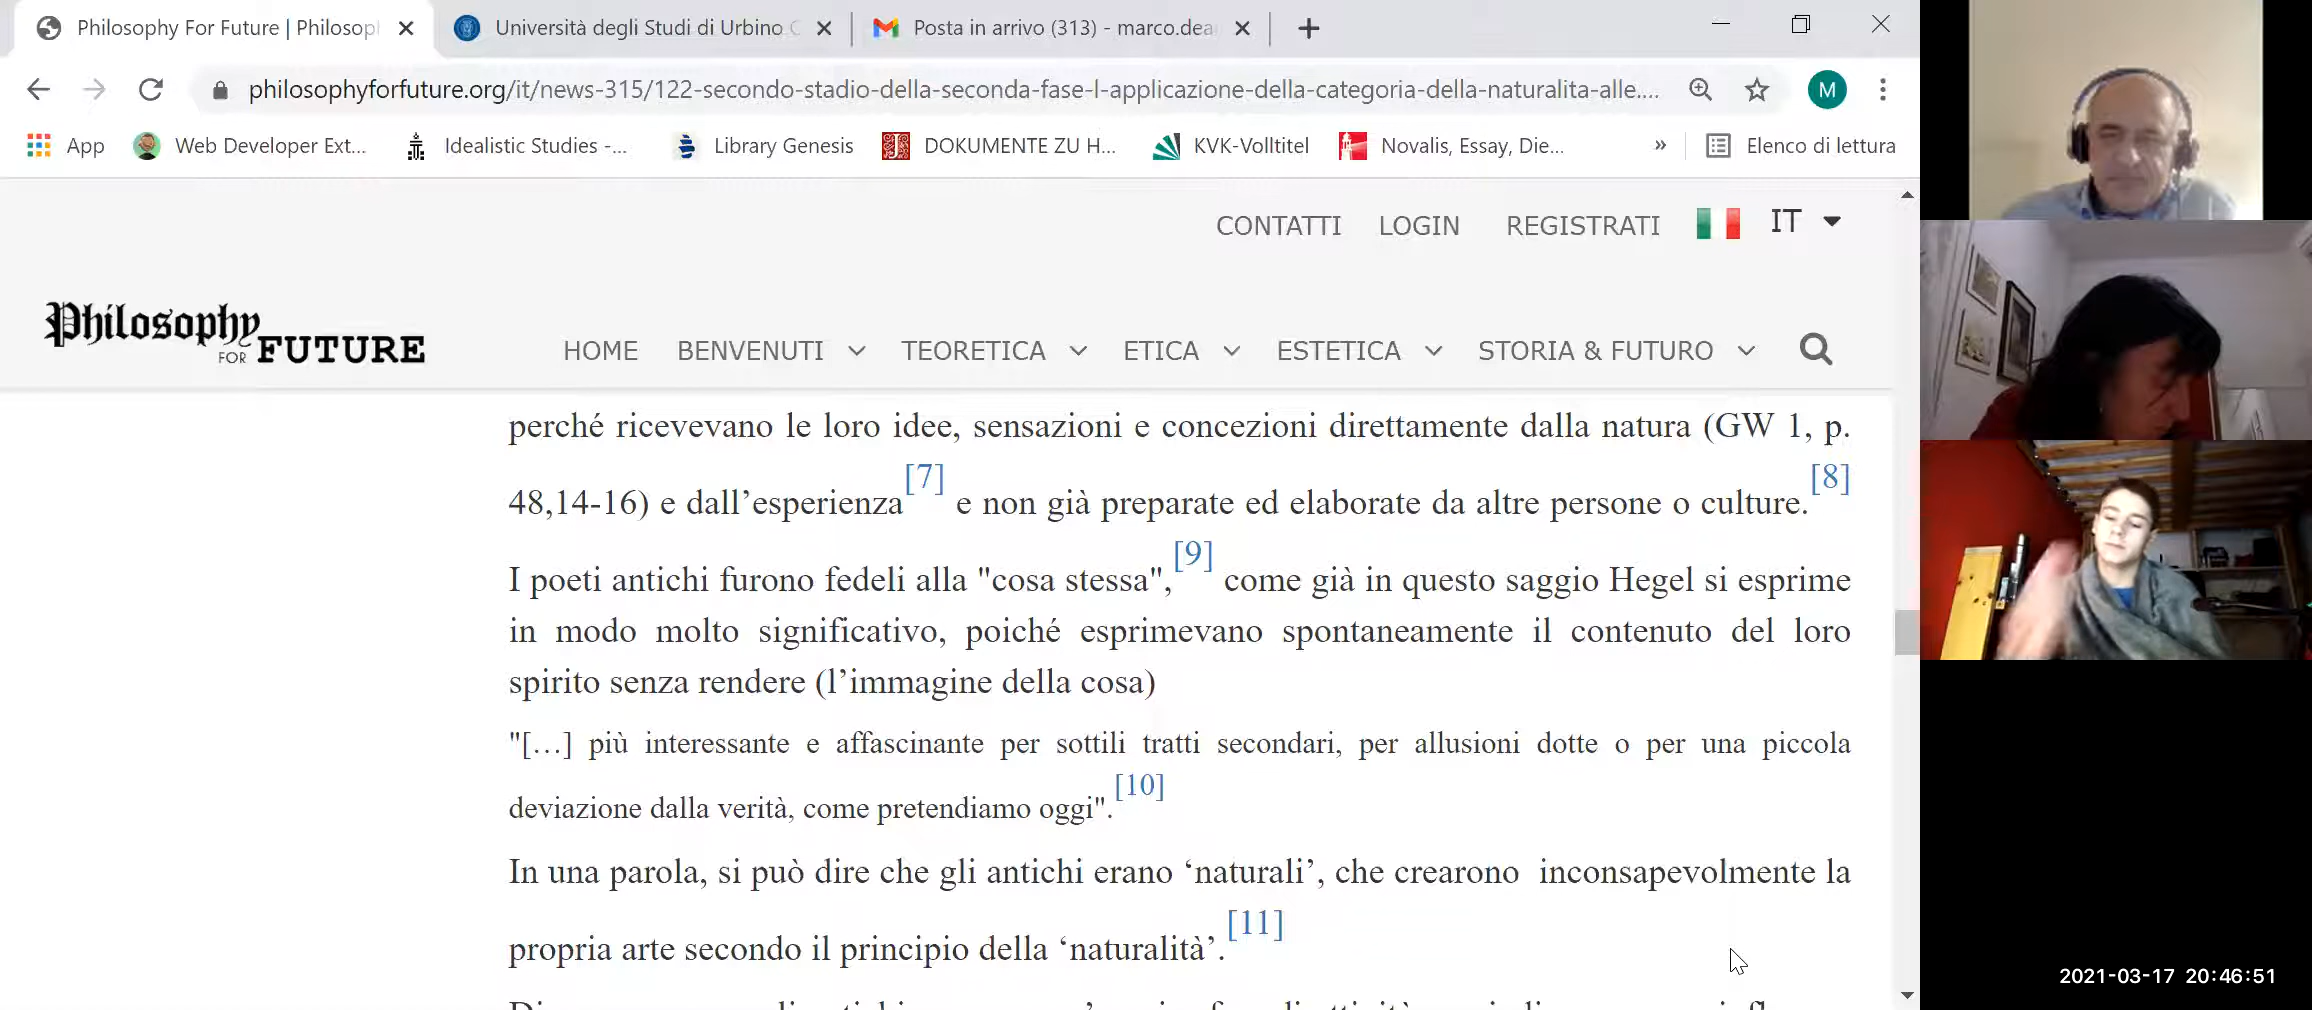 Philosophy For Future | Philosop
Università degli Studi di Urbino C
Posta in arrivo (313) - marco.dea
philosophyforfuture.org/it/news-315/122-secondo-stadio-della-seconda-fase-l-applicazione-della-categoria-della-naturalita-alle....
M
App
Web Developer Ext...
Idealistic Studies -...
Library Genesis
DOKUMENTE ZU H...
KVK-Volltitel
Novalis, Essay, Die...
»
Elenco di lettura
CONTATTI LOGIN REGISTRATI IT
Philosophy FOR FUTURE
HOME BENVENUTI TEORETICA ETICA ESTETICA STORIA & FUTURO
perché ricevevano le loro idee, sensazioni e concezioni direttamente dalla natura (GW 1, p.
48,14-16) e dall’esperienza[7] e non già preparate ed elaborate da altre persone o culture.[8]
I poeti antichi furono fedeli alla "cosa stessa",[9] come già in questo saggio Hegel si esprime
in modo molto significativo, poiché esprimevano spontaneamente il contenuto del loro
spirito senza rendere (l’immagine della cosa)
"[…] più interessante e affascinante per sottili tratti secondari, per allusioni dotte o per una piccola
deviazione dalla verità, come pretendiamo oggi".[10]
In una parola, si può dire che gli antichi erano ‘naturali’, che crearono inconsapevolmente la
propria arte secondo il principio della ‘naturalità’.[11]
2021-03-17 20:46:51